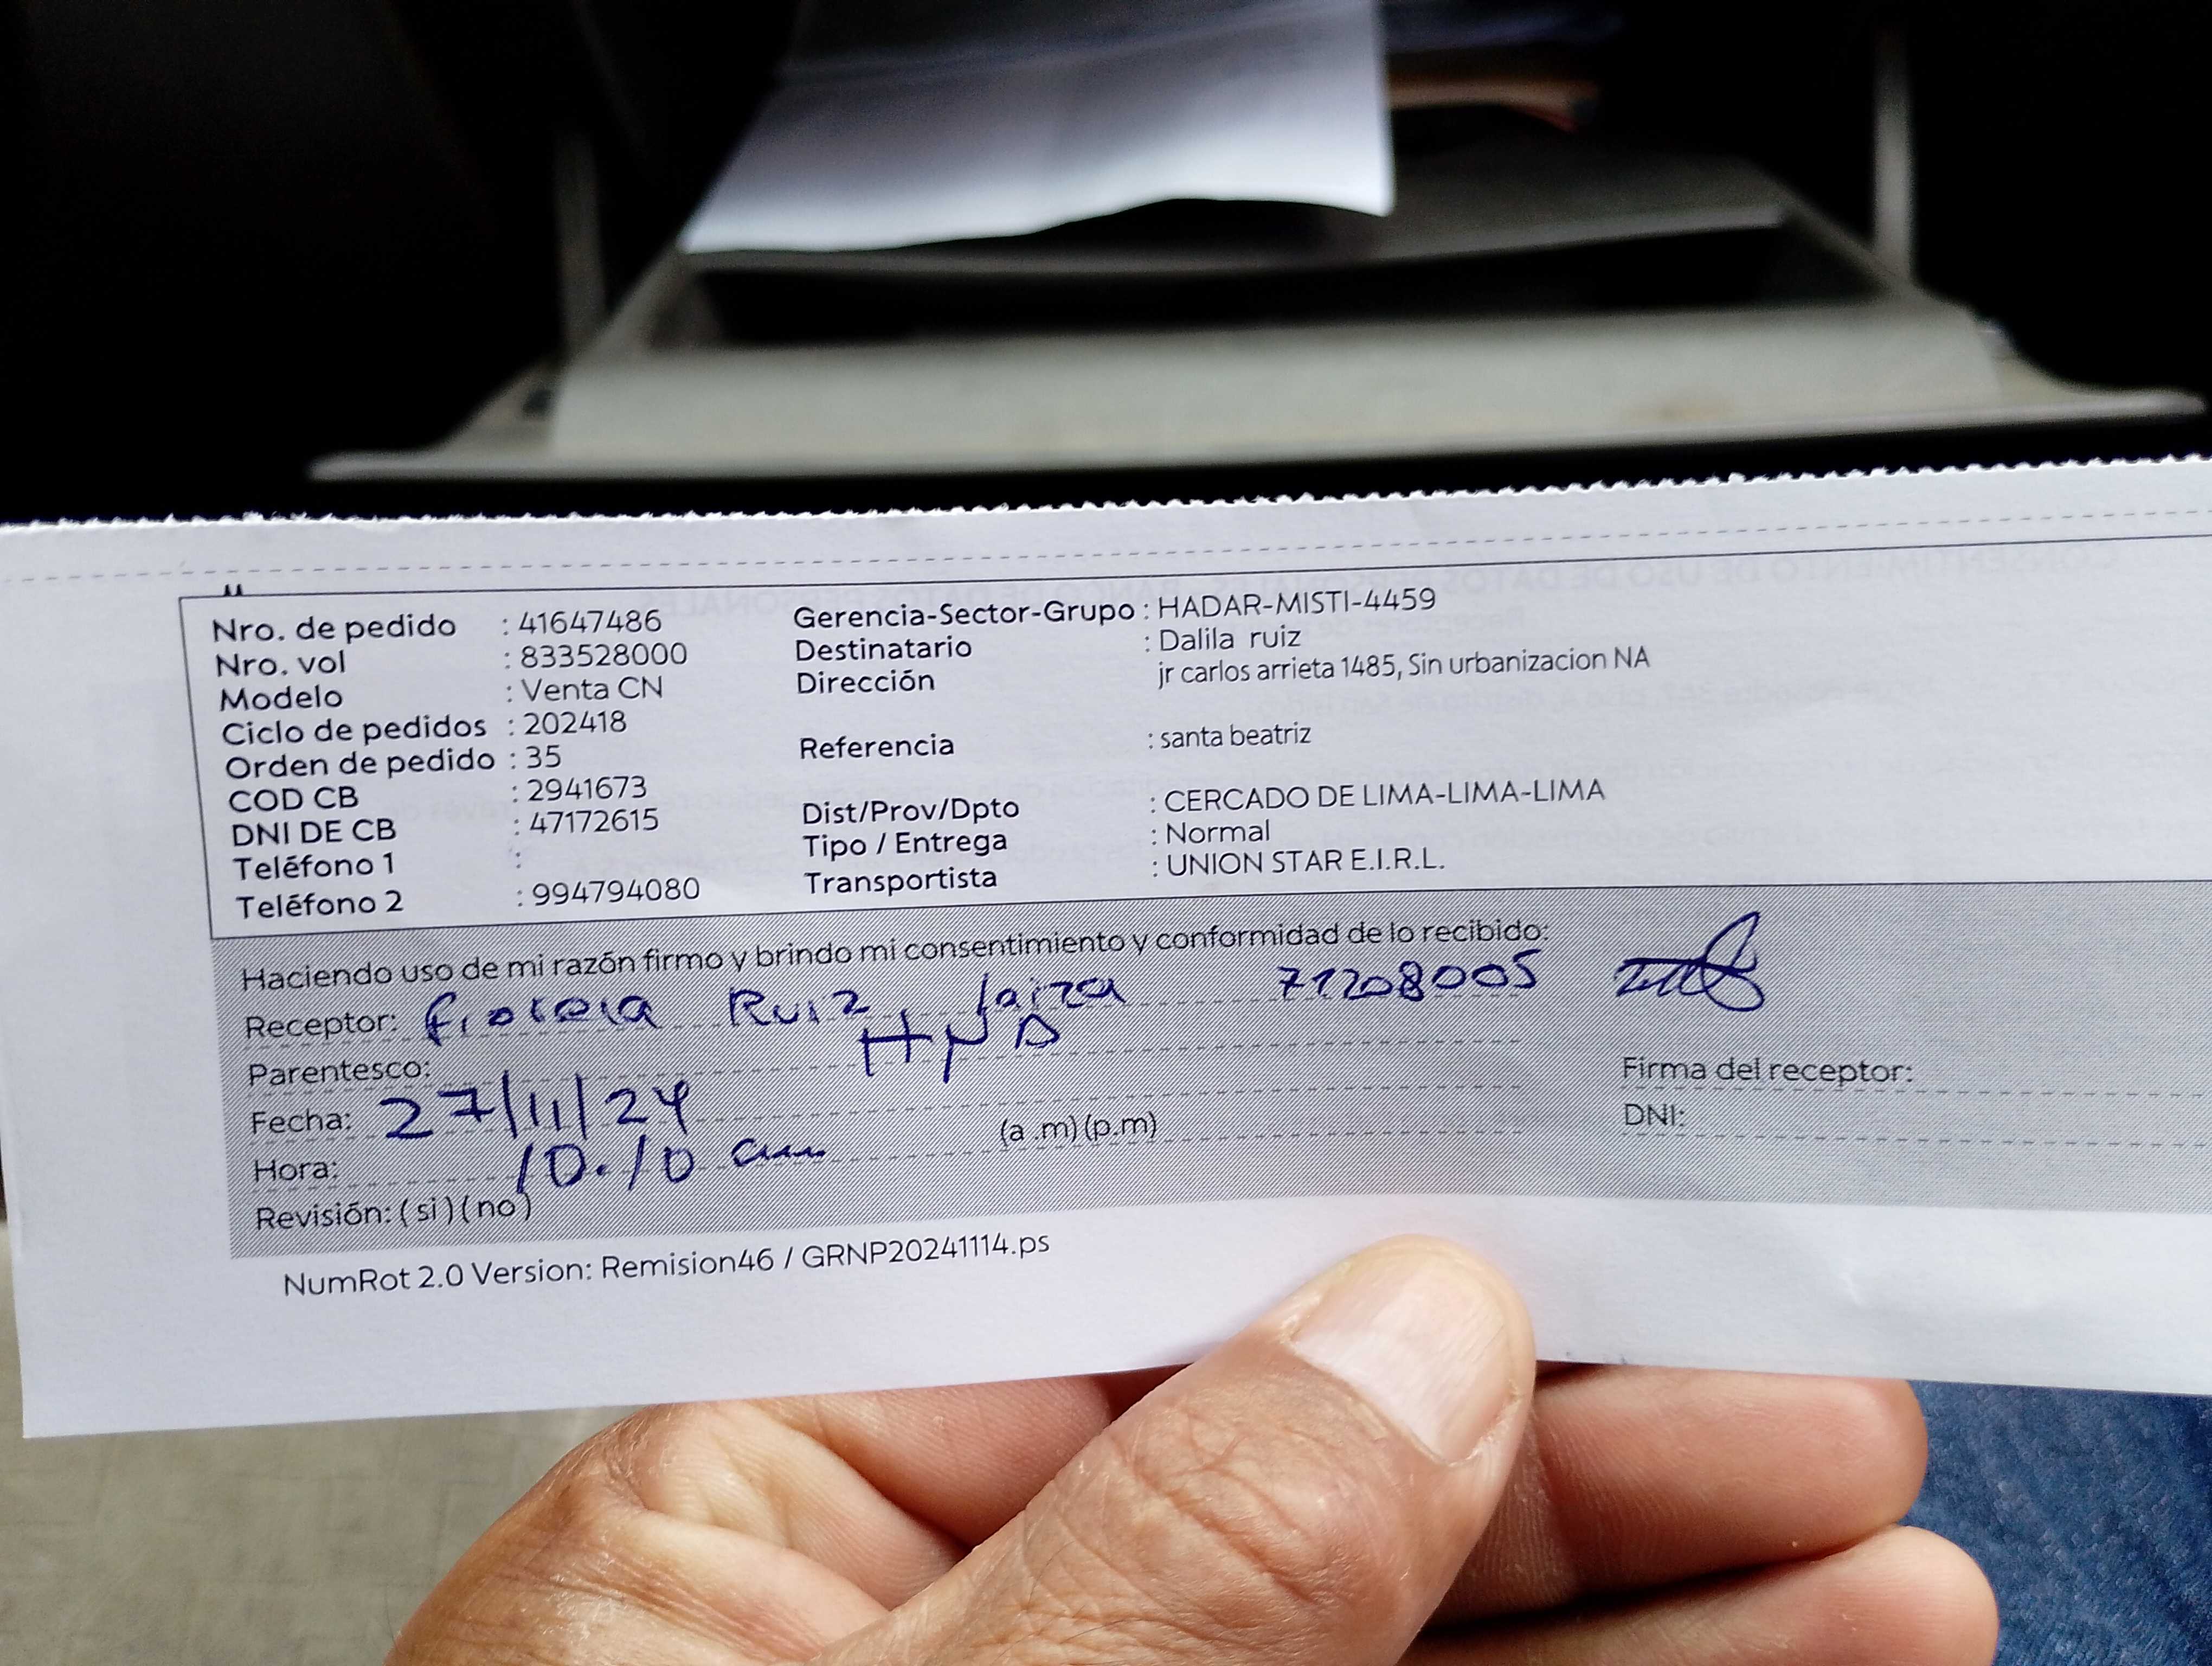 Nro. de pedido : 41647486
Nro. vol : 833528000
Modelo : Venta CN
Ciclo de pedidos : 202418
Orden de pedido : 35
COD CB : 2941673
DNI DE CB : 47172615
Teléfono 1 :
Teléfono 2 : 994794080
Gerencia-Sector-Grupo : HADAR-MISTI-4459
Destinatario : Dalila ruiz
Dirección jr carlos arrieta 1485, Sin urbanizacion NA
Referencia : santa beatriz
Dist/Prov/Dpto : CERCADO DE LIMA-LIMA-LIMA
Tipo / Entrega : Normal
Transportista : UNION STAR E.I.R.L.
Haciendo uso de mi razón firmo y brindo mi consentimiento y conformidad de lo recibido:
Receptor: Ruiz 71208005
Parentesco: HNA
Fecha: 27/11/24
Hora: 10.10 am (a .m) (p.m)
Revisión: ( si ) ( no )
Firma del receptor:
DNI:
NumRot 2.0 Version: Remision46 / GRNP20241114.ps